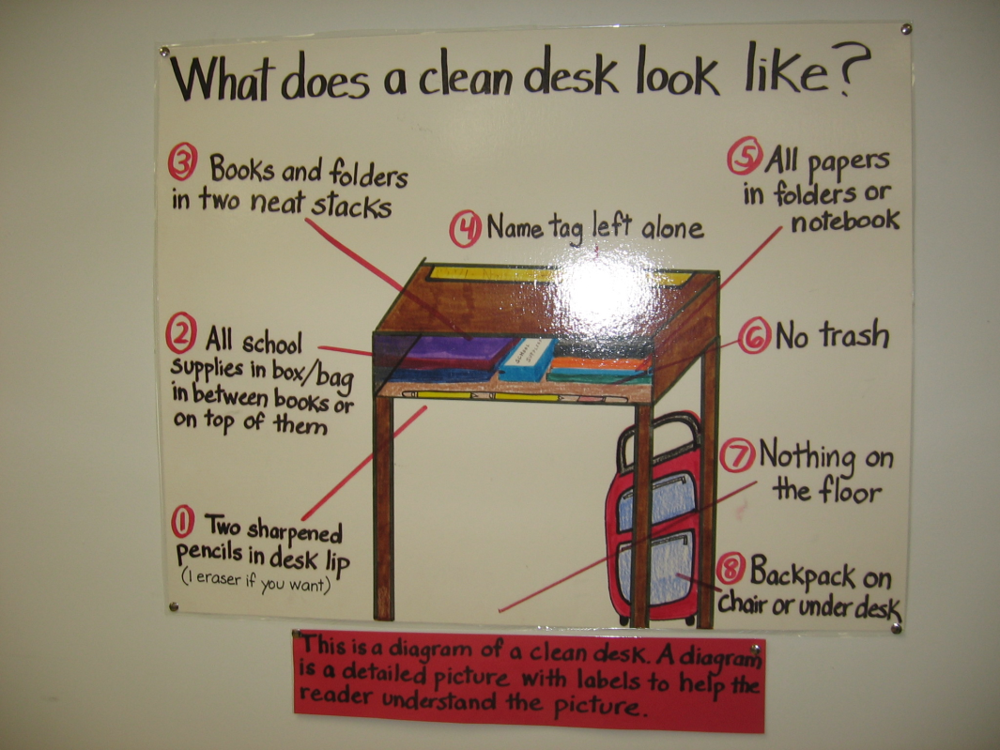 What does a clean desk look like?
③ Books and folders
in two neat stacks
④ Name tag left alone
⑤ All papers
in folders or
notebook
② All school
supplies in box/bag
in between books or
on top of them
⑥ No trash
① Two sharpened
pencils in desk lip
(1 eraser if you want)
⑦ Nothing on
the floor
⑧ Backpack on
chair or under desk
This is a diagram of a clean desk. A diagram
is a detailed picture with labels to help the
reader understand the picture.